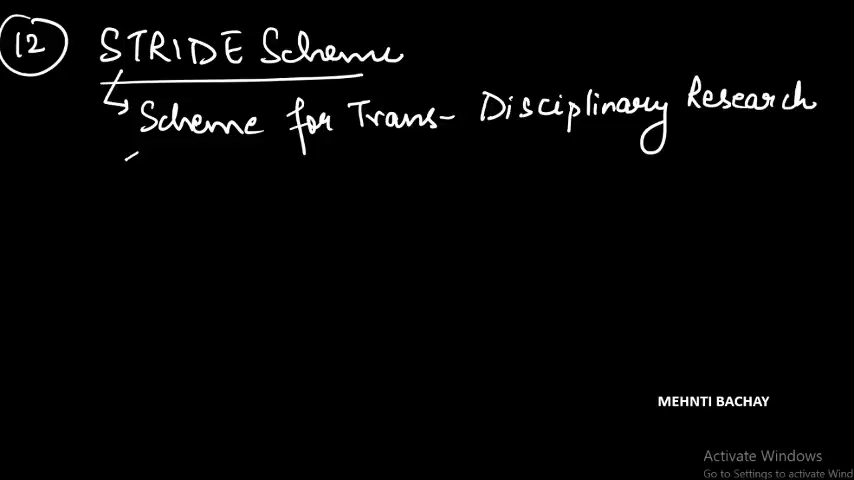 12 STRIDE Scheme
Scheme for Trans- Disciplinary Research
MEHNTI BACHAY
Activate Windows
Go to Settings to activate Wind